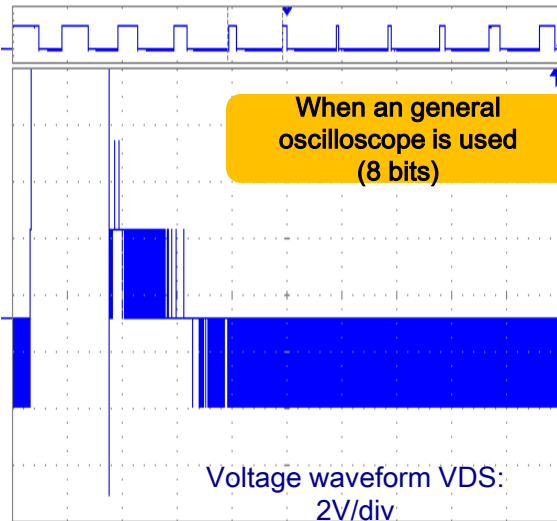 When an general
oscilloscope is used
(8 bits)
Voltage waveform VDS:
2V/div